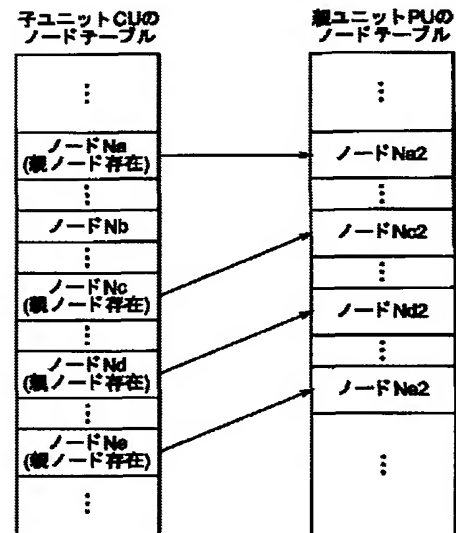 子ユニットCUの
ノードテーブル
⋮
ノードNa
(親ノード存在)
⋮
ノードNb
⋮
ノードNc
(親ノード存在)
⋮
ノードNd
(親ノード存在)
⋮
ノードNe
(親ノード存在)
⋮
親ユニットPUの
ノードテーブル
⋮
ノードNa2
⋮
ノードNc2
⋮
ノードNd2
⋮
ノードNe2
⋮